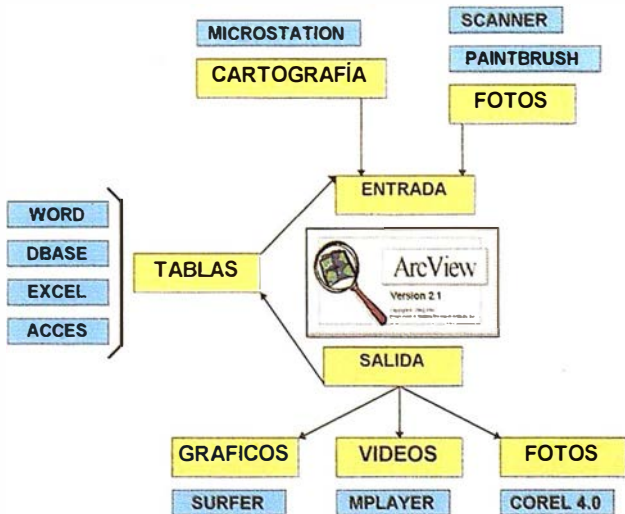 MICROSTATION
SCANNER
PAINTBRUSH
CARTOGRAFÍA
FOTOS
ENTRADA
WORD
DBASE
EXCEL
ACCES
TABLAS
ArcView
Version 2.1
SALIDA
GRAFICOS
VIDEOS
FOTOS
SURFER
MPLAYER
COREL 4.0